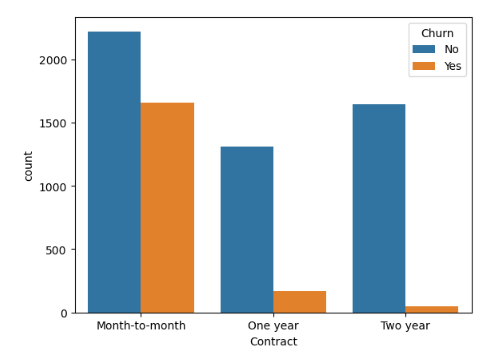 Churn
No
Yes
2000
1500
1000
500
0
count
Month-to-month
One year
Two year
Contract